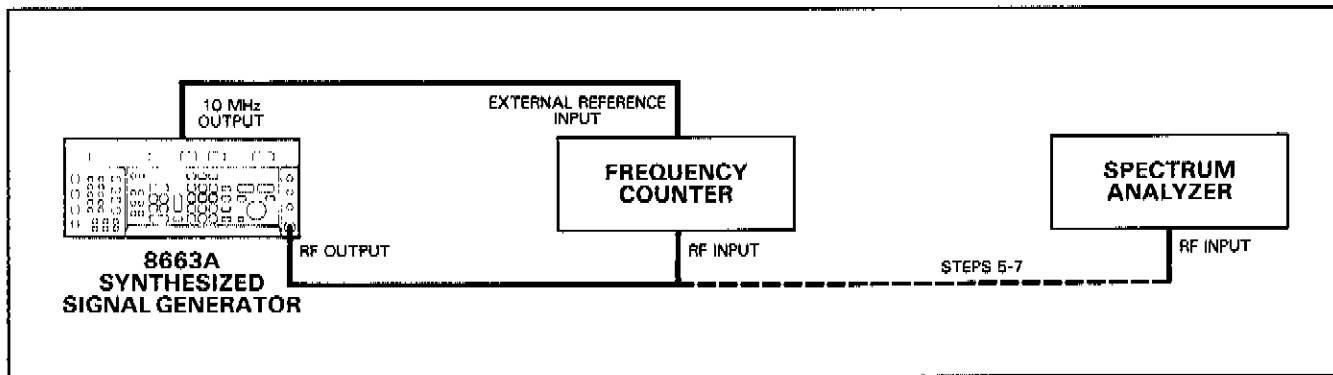 10 MHz
OUTPUT
EXTERNAL REFERENCE
INPUT
FREQUENCY
COUNTER
SPECTRUM
ANALYZER
RF OUTPUT
RF INPUT
STEPS 5-7
RF INPUT
8663A
SYNTHESIZED
SIGNAL GENERATOR